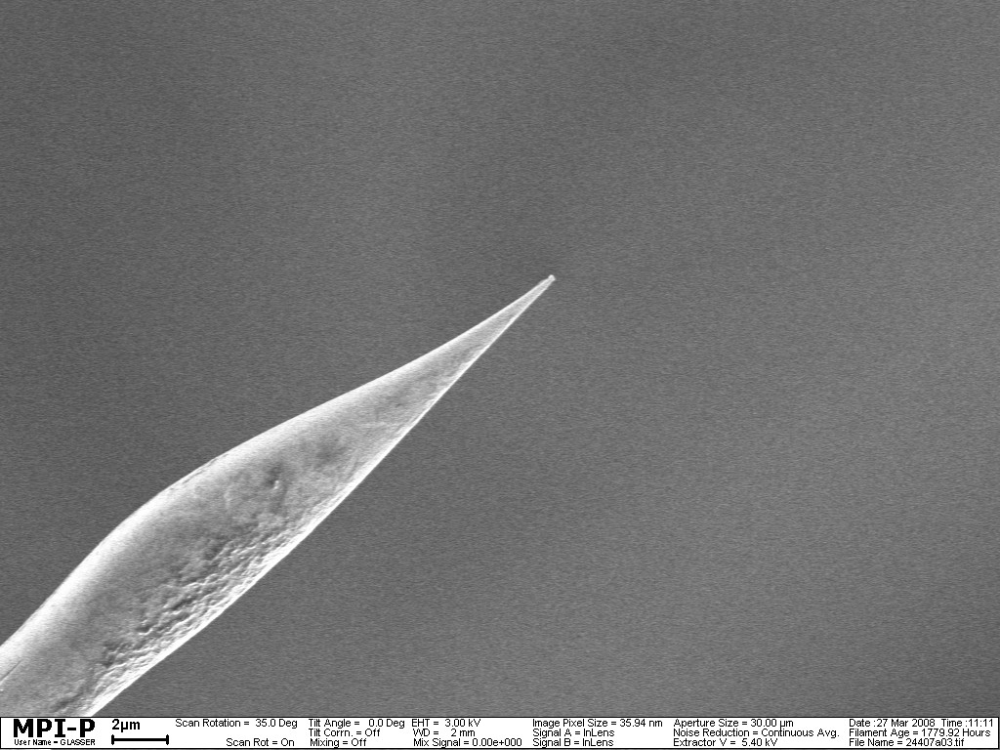 MPI-P 2µm Scan Rotation = 35.0 Deg Tilt Angle = 0.0 Deg EHT = 3.00 kV Image Pixel Size = 35.94 nm Aperture Size = 30.00 µm Date :27 Mar 2008 Time :11:11
Tilt Corrn. = Off WD = 2 mm Signal A = InLens Noise Reduction = Continuous Avg. Filament Age = 1779.92 Hours
User Name = GLASSER Scan Rot = On Mixing = Off Mix Signal = 0.00e+000 Signal B = InLens Extractor V = 5.40 kV File Name = 24407a03.tif